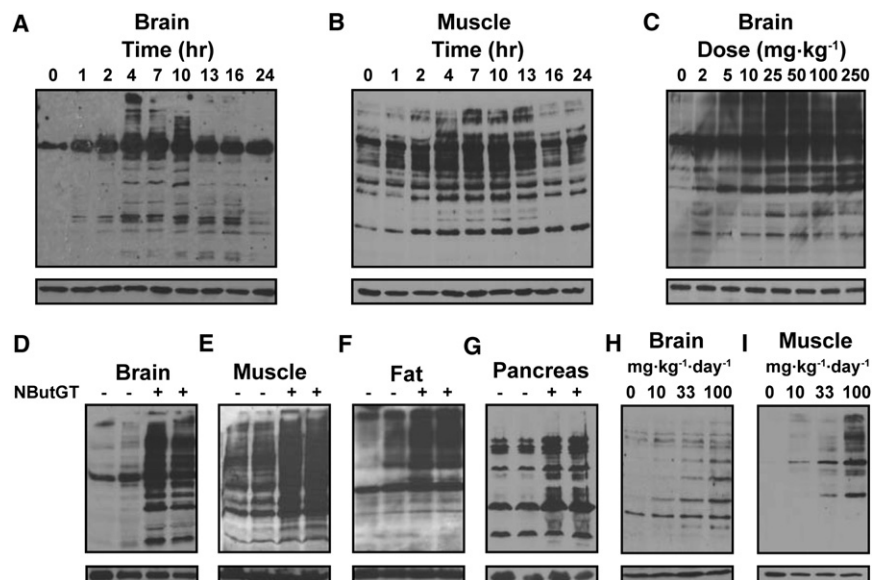 A Brain
Time (hr)
0 1 2 4 7 10 13 16 24
B Muscle
Time (hr)
0 1 2 4 7 10 13 16 24
C Brain
Dose (mg·kg⁻¹)
0 2 5 10 25 50 100 250
D Brain
NButGT - - + +
E Muscle
- - + +
F Fat
- - + +
G Pancreas
- - + +
H Brain
mg·kg⁻¹·day⁻¹
0 10 33 100
I Muscle
mg·kg⁻¹·day⁻¹
0 10 33 100